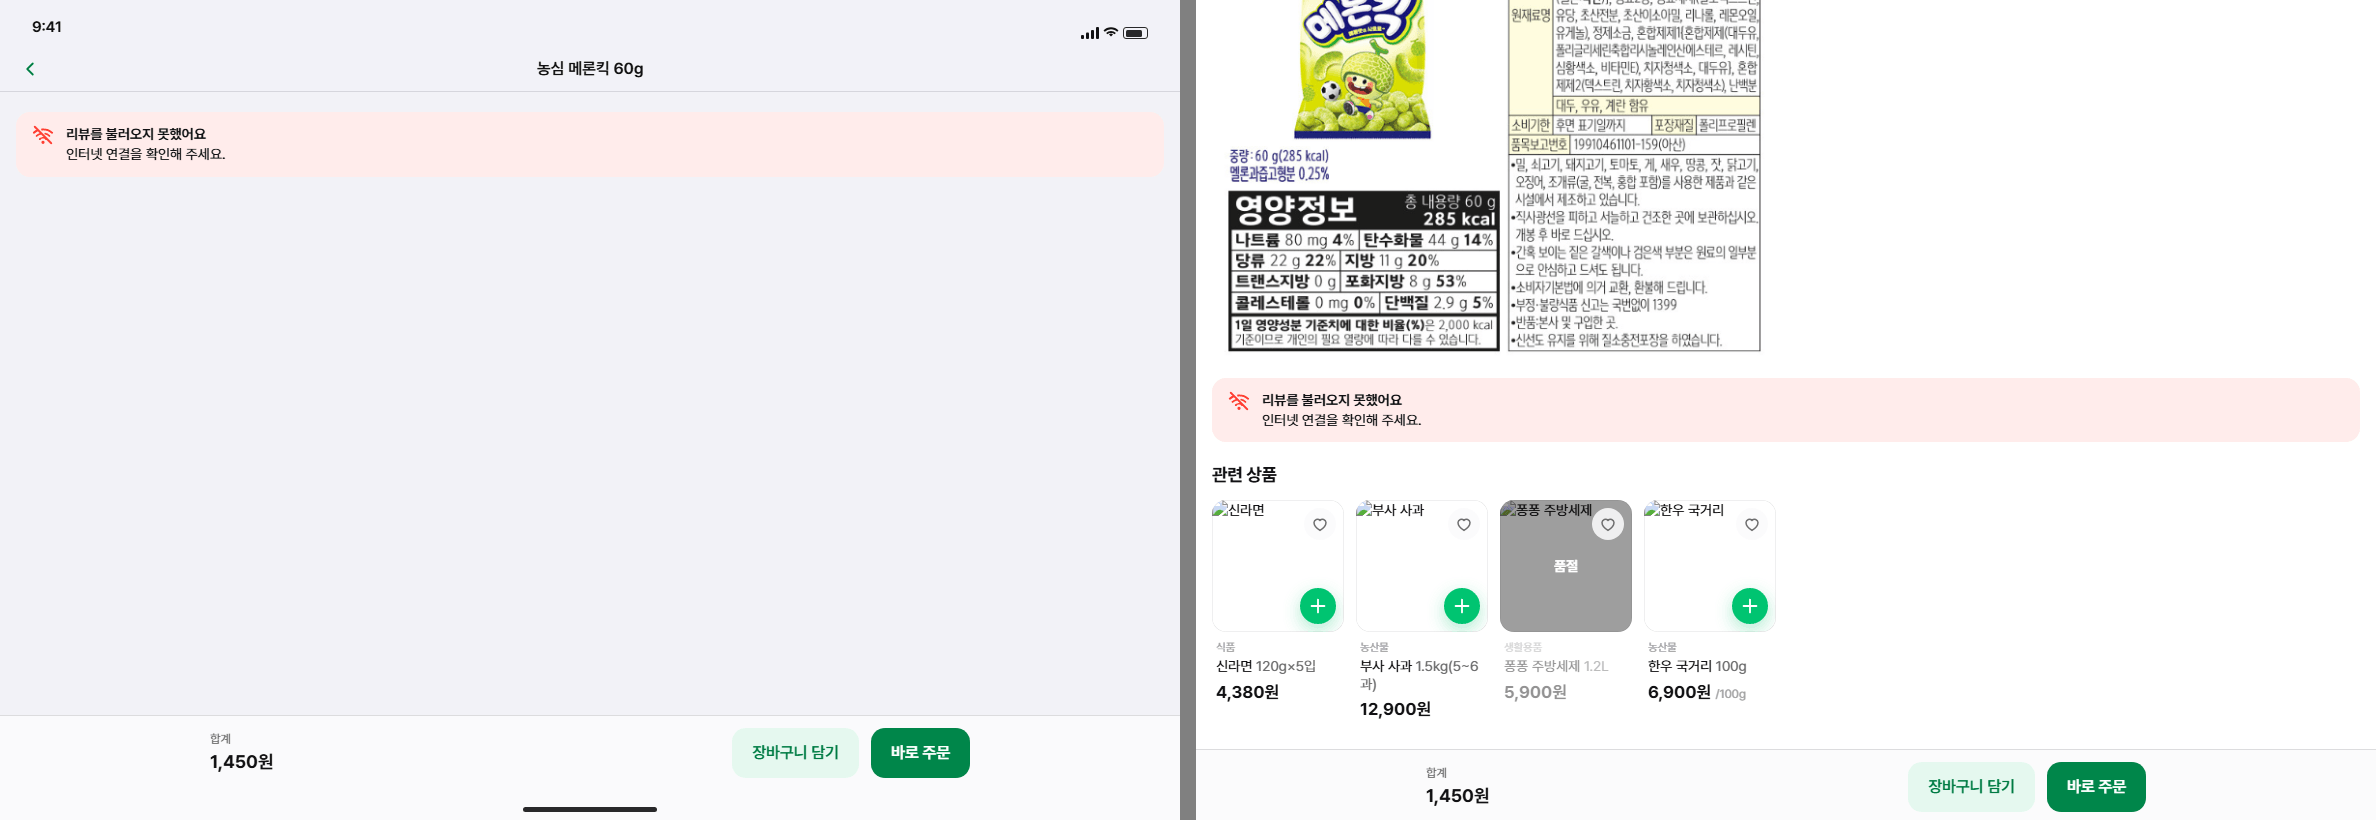 9:41
농심 메론킥 60g
리뷰를 불러오지 못했어요
인터넷 연결을 확인해 주세요.
합계
1,450원
장바구니 담기
바로 주문
메론킥
중량:60 g(285 kcal)
멜론과즙고형분 0.25%
영양정보
총 내용량 60 g
285 kcal
나트륨 80 mg 4% 탄수화물 44 g 14%
당류 22 g 22% 지방 11 g 20%
트랜스지방 0 g 포화지방 8 g 53%
콜레스테롤 0 mg 0% 단백질 2.9 g 5%
1일 영양성분 기준치에 대한 비율(%)은 2,000 kcal
기준이므로 개인의 필요 열량에 따라 다를 수 있습니다.
원재료명
유당, 초산전분, 초산이소아밀, 리나롤, 레몬오일,
유게놀), 정제소금, 혼합제제1{혼합제제(대두유,
폴리글리세린축합리시놀레인산에스테르, 레시틴,
심황색소, 비타민E), 치자청색소, 대두유}, 혼합
제제2(덱스트린, 치자황색소, 치자청색소), 난백분
대두, 우유, 계란 함유
소비기한 후면 표기일까지 포장재질 폴리프로필렌
품목보고번호 19910461101-159(아산)
•밀, 쇠고기, 돼지고기, 토마토, 게, 새우, 땅콩, 잣, 닭고기,
오징어, 조개류(굴, 전복, 홍합 포함)를 사용한 제품과 같은
시설에서 제조하고 있습니다.
•직사광선을 피하고 서늘하고 건조한 곳에 보관하십시오.
개봉 후 바로 드십시오.
•간혹 보이는 짙은 갈색이나 검은색 부분은 원료의 일부분
으로 안심하고 드셔도 됩니다.
•소비자기본법에 의거 교환, 환불해 드립니다.
•부정·불량식품 신고는 국번없이 1399
•반품:본사 및 구입한 곳.
•신선도 유지를 위해 질소충전포장을 하였습니다.
리뷰를 불러오지 못했어요
인터넷 연결을 확인해 주세요.
관련 상품
신라면
식품
신라면 120g×5입
4,380원
부사 사과
농산물
부사 사과 1.5kg(5~6
과)
12,900원
퐁퐁 주방세제
품절
생활용품
퐁퐁 주방세제 1.2L
5,900원
한우 국거리
농산물
한우 국거리 100g
6,900원 /100g
합계
1,450원
장바구니 담기
바로 주문